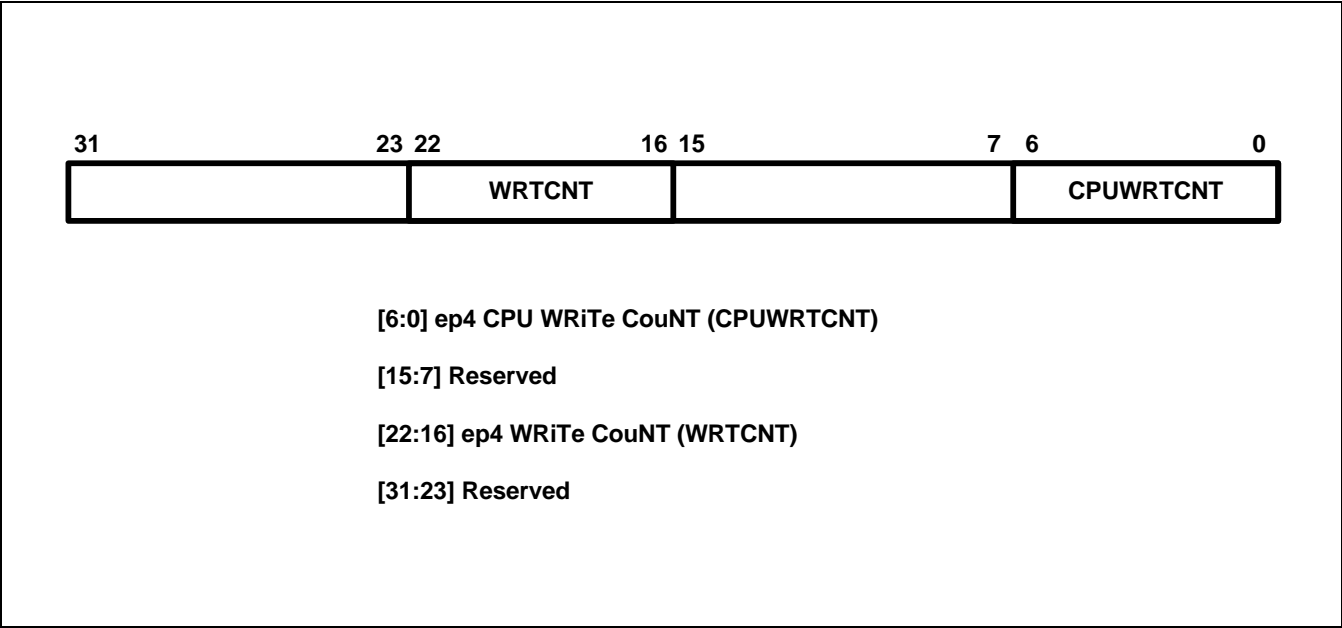 31 23 22 16 15 7 6 0
WRTCNT CPUWRTCNT
[6:0] ep4 CPU WRiTe CouNT (CPUWRTCNT)
[15:7] Reserved
[22:16] ep4 WRiTe CouNT (WRTCNT)
[31:23] Reserved